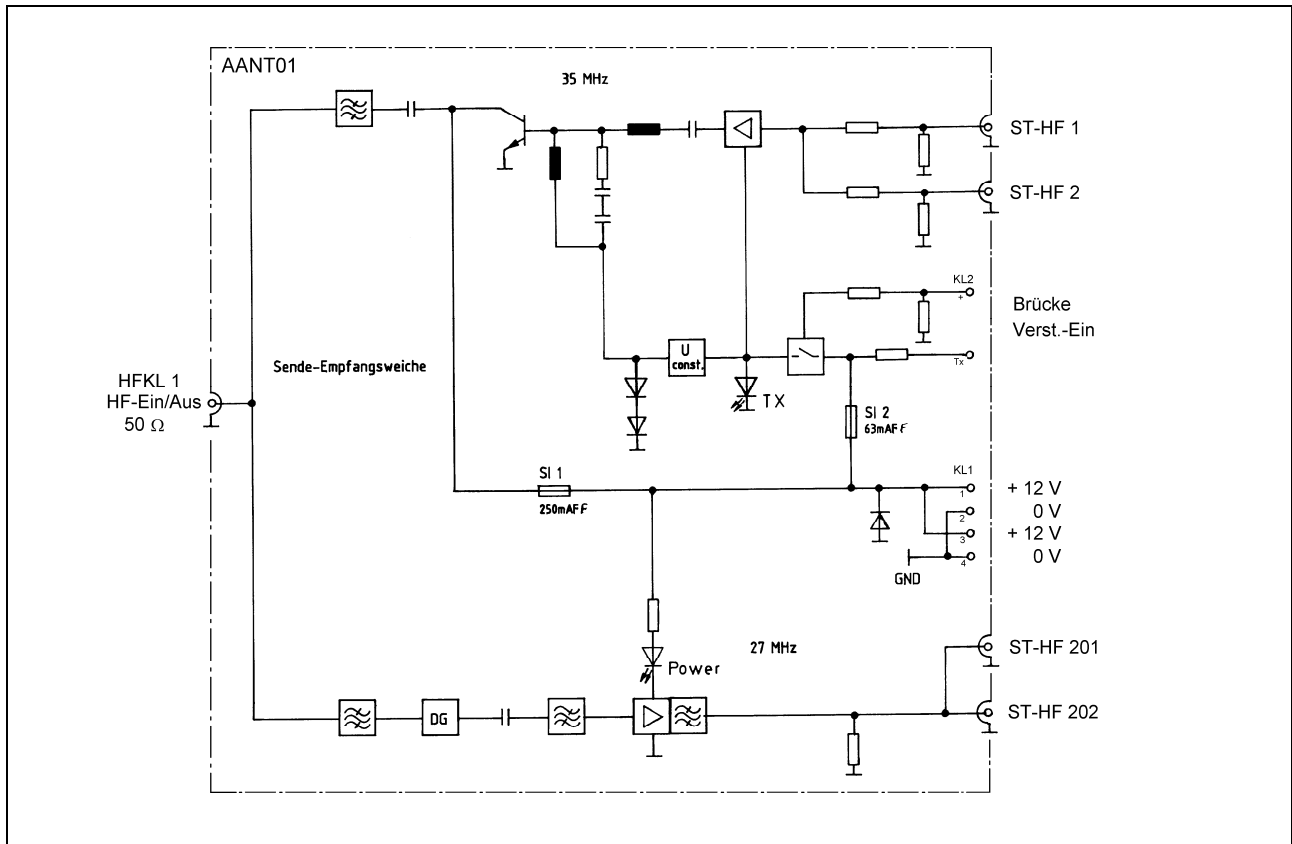 AANT01
35 MHz
ST-HF 1
ST-HF 2
KL2
+
Brücke
Verst.-Ein
Tx
U
const.
TX
SI 2
63mAF F
Sende-Empfangsweiche
HFKL 1
HF-Ein/Aus
50 Ω
SI 1
250mAF F
KL1
1
+ 12 V
2
0 V
3
+ 12 V
4
0 V
GND
27 MHz
Power
ST-HF 201
DG
ST-HF 202